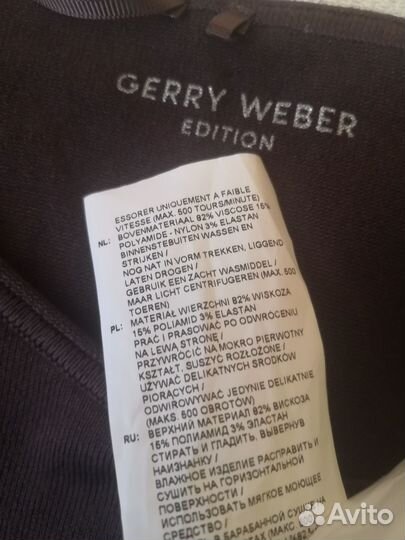 GERRY WEBER
EDITION
ESSORER UNIQUEMENT A FAIBLE
VITESSE (MAX. 500 TOURS/MINUTE)
NL: BOVENMATERIAAL 82% VISCOSE 15%
POLYAMIDE - NYLON 3% ELASTAN
BINNENSTEBUITEN WASSEN EN
STRIJKEN /
NOG NAT IN VORM TREKKEN, LIGGEND
LATEN DROGEN /
GEBRUIK EEN ZACHT WASMIDDEL /
MAAR LICHT CENTRIFUGEREN (MAX. 500
TOEREN)
PL: MATERIAŁ WIERZCHNI 82% WISKOZA
15% POLIAMID 3% ELASTAN
PRAĆ I PRASOWAĆ PO ODWRÓCENIU
NA LEWĄ STRONĘ /
PRZYWRÓCIĆ NA MOKRO PIERWOTNY
KSZTAŁT, SUSZYĆ ROZŁOŻONE /
UŻYWAĆ DELIKATNYCH ŚRODKÓW
PIORĄCYCH /
ODWIROWYWAĆ JEDYNIE DELIKATNIE
(MAKS. 500 OBROTÓW)
RU: ВЕРХНИЙ МАТЕРИАЛ 82% ВИСКОЗА
15% ПОЛИАМИД 3% ЭЛАСТАН
СТИРАТЬ И ГЛАДИТЬ, ВЫВЕРНУВ
НАИЗНАНКУ /
ВЛАЖНОЕ ИЗДЕЛИЕ РАСПРАВИТЬ И
СУШИТЬ НА ГОРИЗОНТАЛЬНОЙ
ПОВЕРХНОСТИ /
ИСПОЛЬЗОВАТЬ МЯГКОЕ МОЮЩЕЕ
СРЕДСТВО /
В БАРАБАННОЙ СУШКЕ НА
(МАКС
Avito